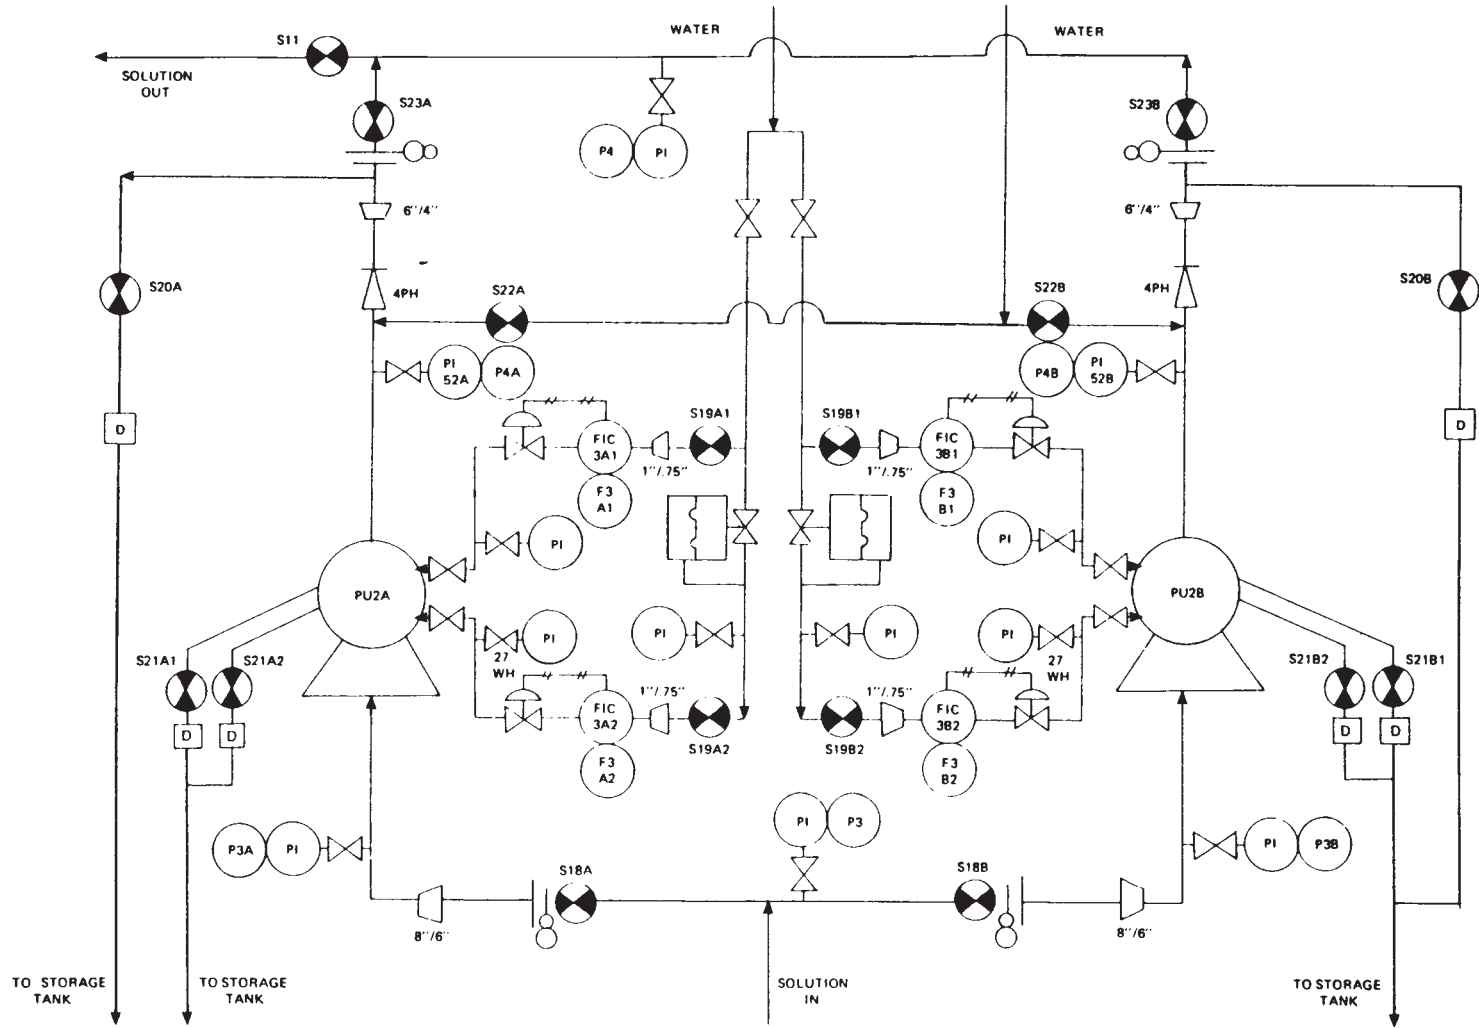 WATER
WATER
S11
SOLUTION
OUT
S23A
S23B
P4
PI
6"/4"
6"/4"
S20A
S20B
4PH
4PH
S22A
S22B
PI
52A
P4A
P4B
PI
52B
S19A1
S19B1
D
D
FIC
3A1
1"/.75"
1"/.75"
FIC
3B1
F3
A1
F3
B1
PI
PI
PU2A
PU2B
PI
PI
PI
PI
27
WH
27
WH
S21A1
S21A2
S21B2
S21B1
1"/.75"
1"/.75"
FIC
3A2
FIC
3B2
S19A2
S19B2
D
D
D
D
F3
A2
F3
B2
PI
P3
P3A
PI
PI
P3B
S18A
S18B
8"/6"
8"/6"
TO STORAGE
TANK
TO STORAGE
TANK
SOLUTION
IN
TO STORAGE
TANK